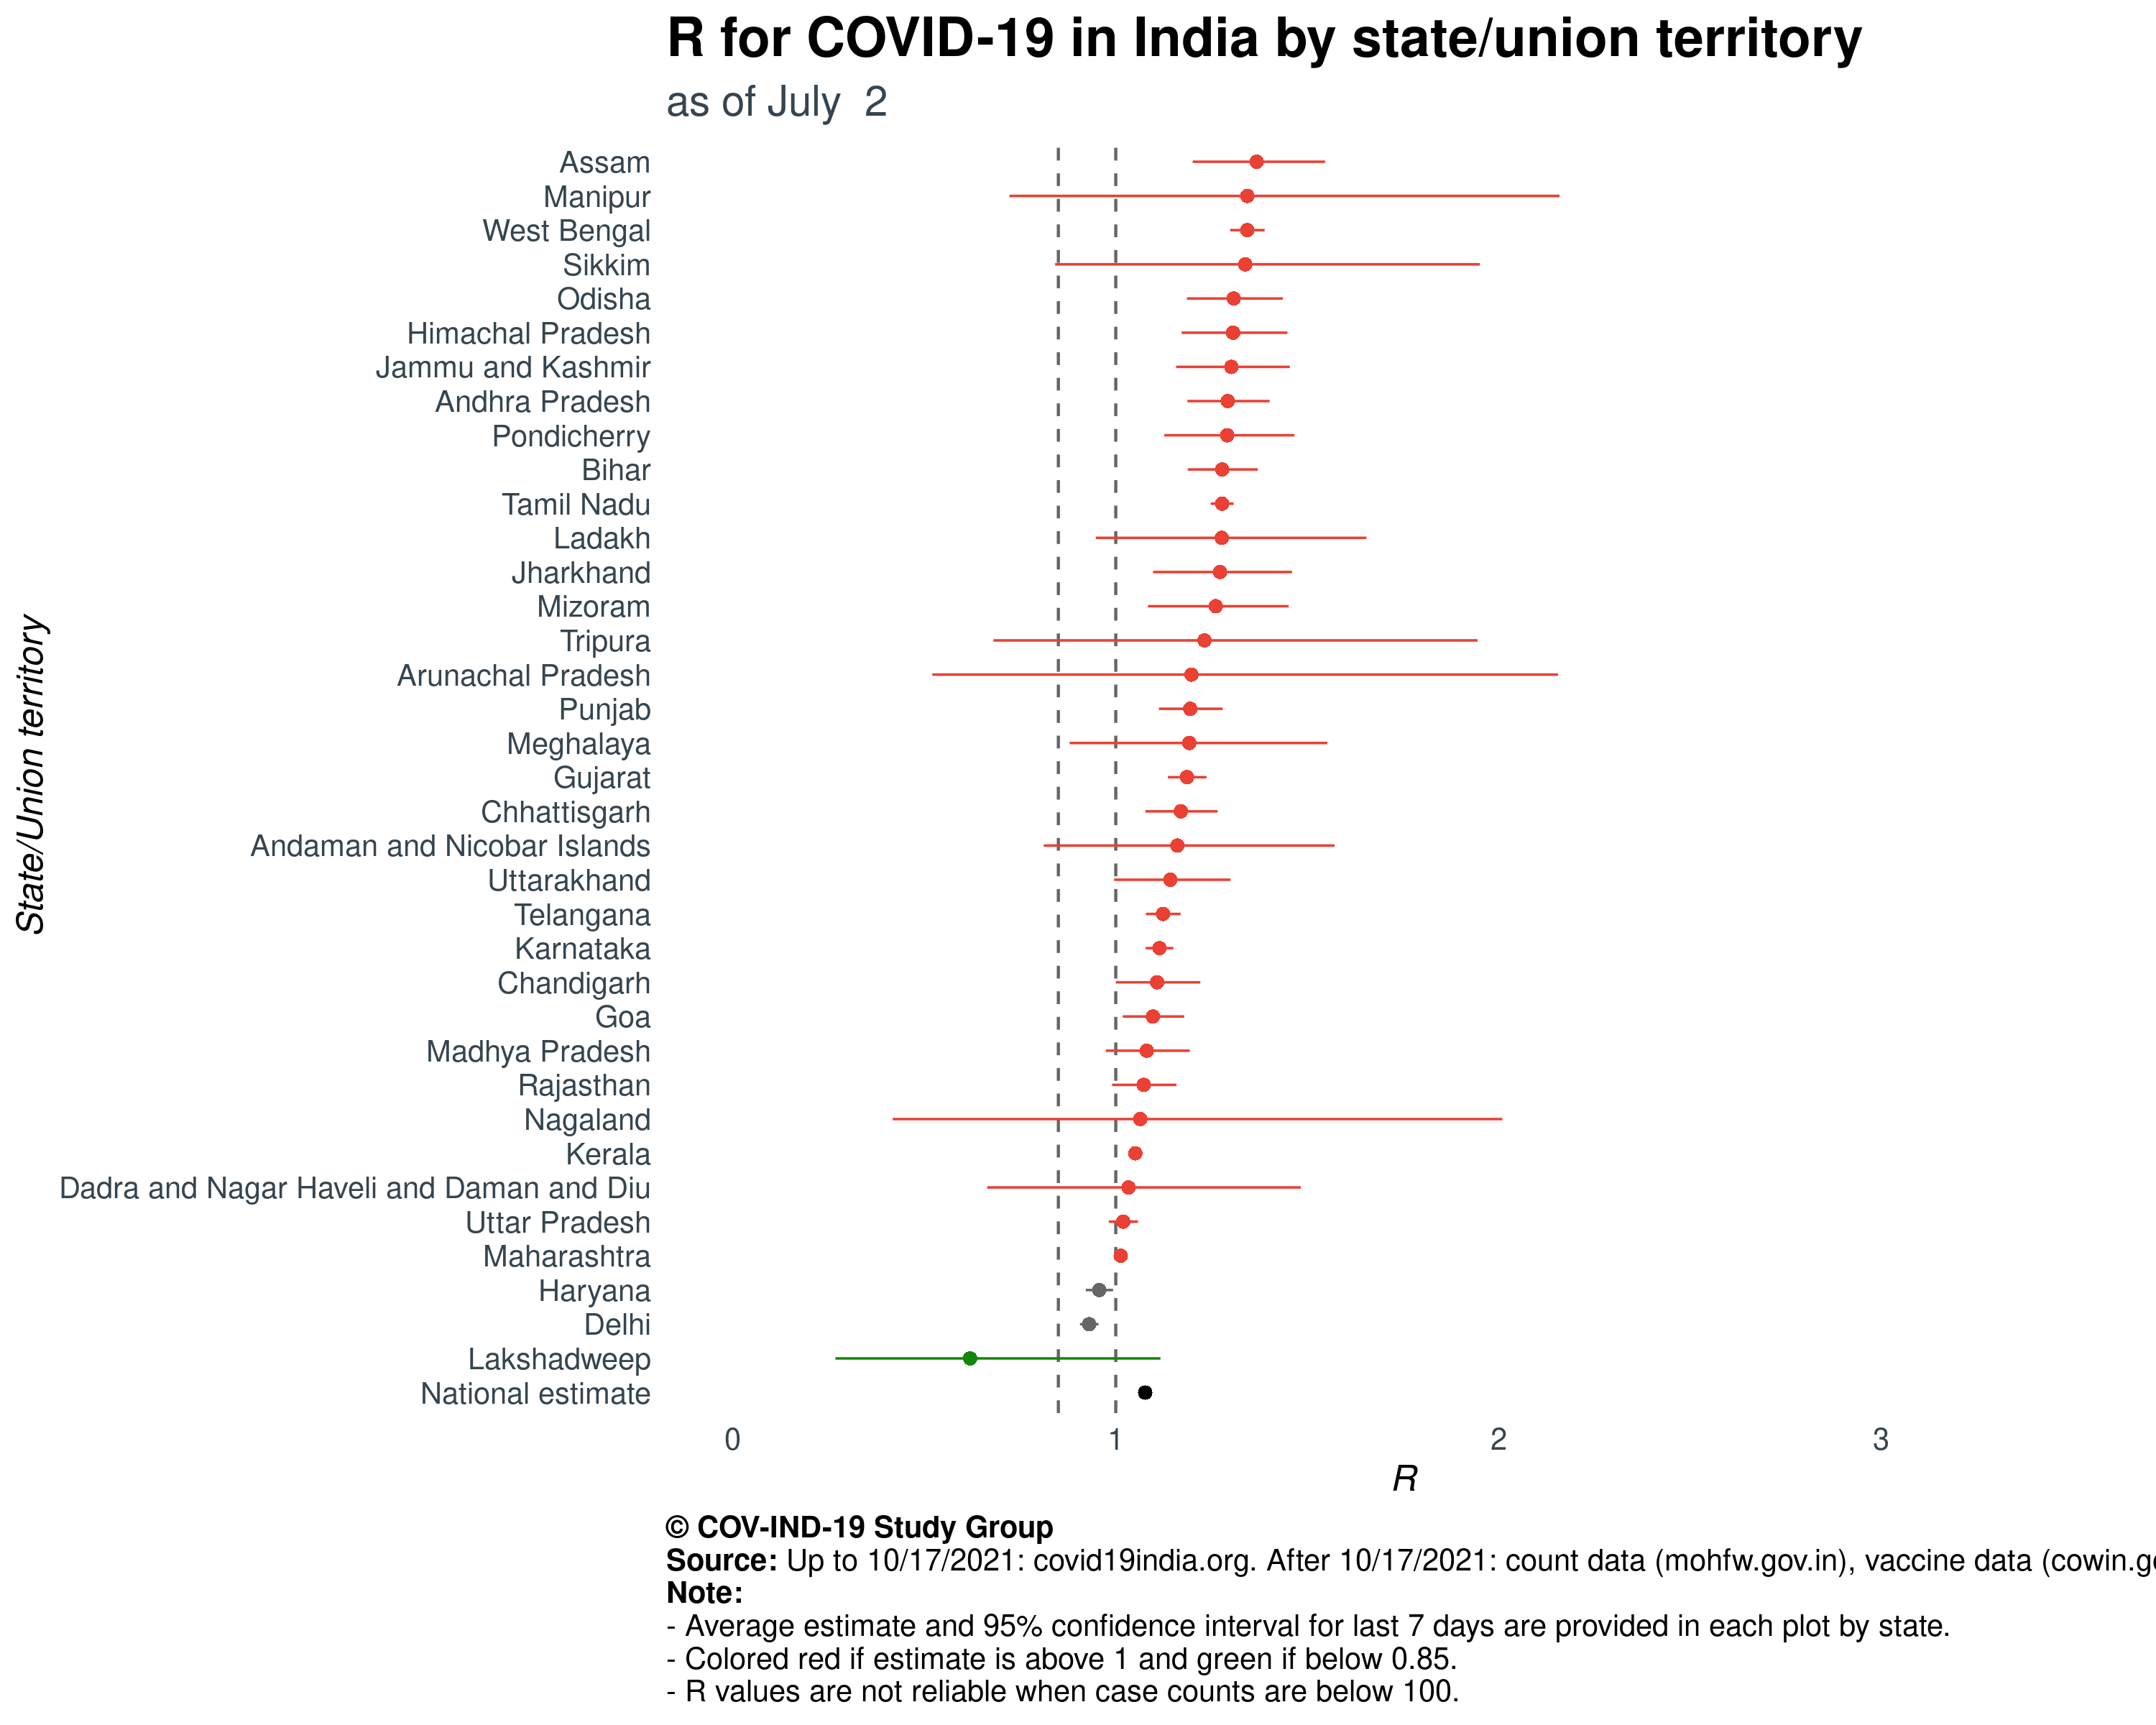 R for COVID-19 in India by state/union territory
as of July  2
State/Union territory
Assam
Manipur
West Bengal
Sikkim
Odisha
Himachal Pradesh
Jammu and Kashmir
Andhra Pradesh
Pondicherry
Bihar
Tamil Nadu
Ladakh
Jharkhand
Mizoram
Tripura
Arunachal Pradesh
Punjab
Meghalaya
Gujarat
Chhattisgarh
Andaman and Nicobar Islands
Uttarakhand
Telangana
Karnataka
Chandigarh
Goa
Madhya Pradesh
Rajasthan
Nagaland
Kerala
Dadra and Nagar Haveli and Daman and Diu
Uttar Pradesh
Maharashtra
Haryana
Delhi
Lakshadweep
National estimate
0 1 2 3
R
© COV-IND-19 Study Group
Source: Up to 10/17/2021: covid19india.org. After 10/17/2021: count data (mohfw.gov.in), vaccine data
Note:
- Average estimate and 95% confidence interval for last 7 days are provided in each plot by state.
- Colored red if estimate is above 1 and green if below 0.85.
- R values are not reliable when case counts are below 100.